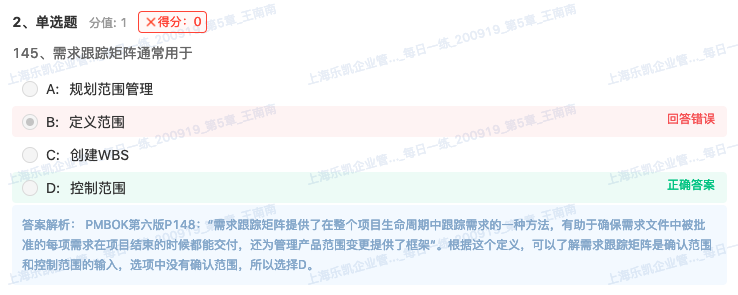 2、单选题 分值: 1 ×得分：0
145、需求跟踪矩阵通常用于
A: 规划范围管理
B: 定义范围 回答错误
C: 创建WBS
D: 控制范围 正确答案
答案解析： PMBOK第六版P148：“需求跟踪矩阵提供了在整个项目生命周期中跟踪需求的一种方法，有助于确保需求文件中被批
准的每项需求在项目结束的时候都能交付，还为管理产品范围变更提供了框架”。根据这个定义，可以了解需求跟踪矩阵是确认范围
和控制范围的输入，选项中没有确认范围，所以选择D。
上海乐凯企业管..._每日一练_200919_第5章_王南南